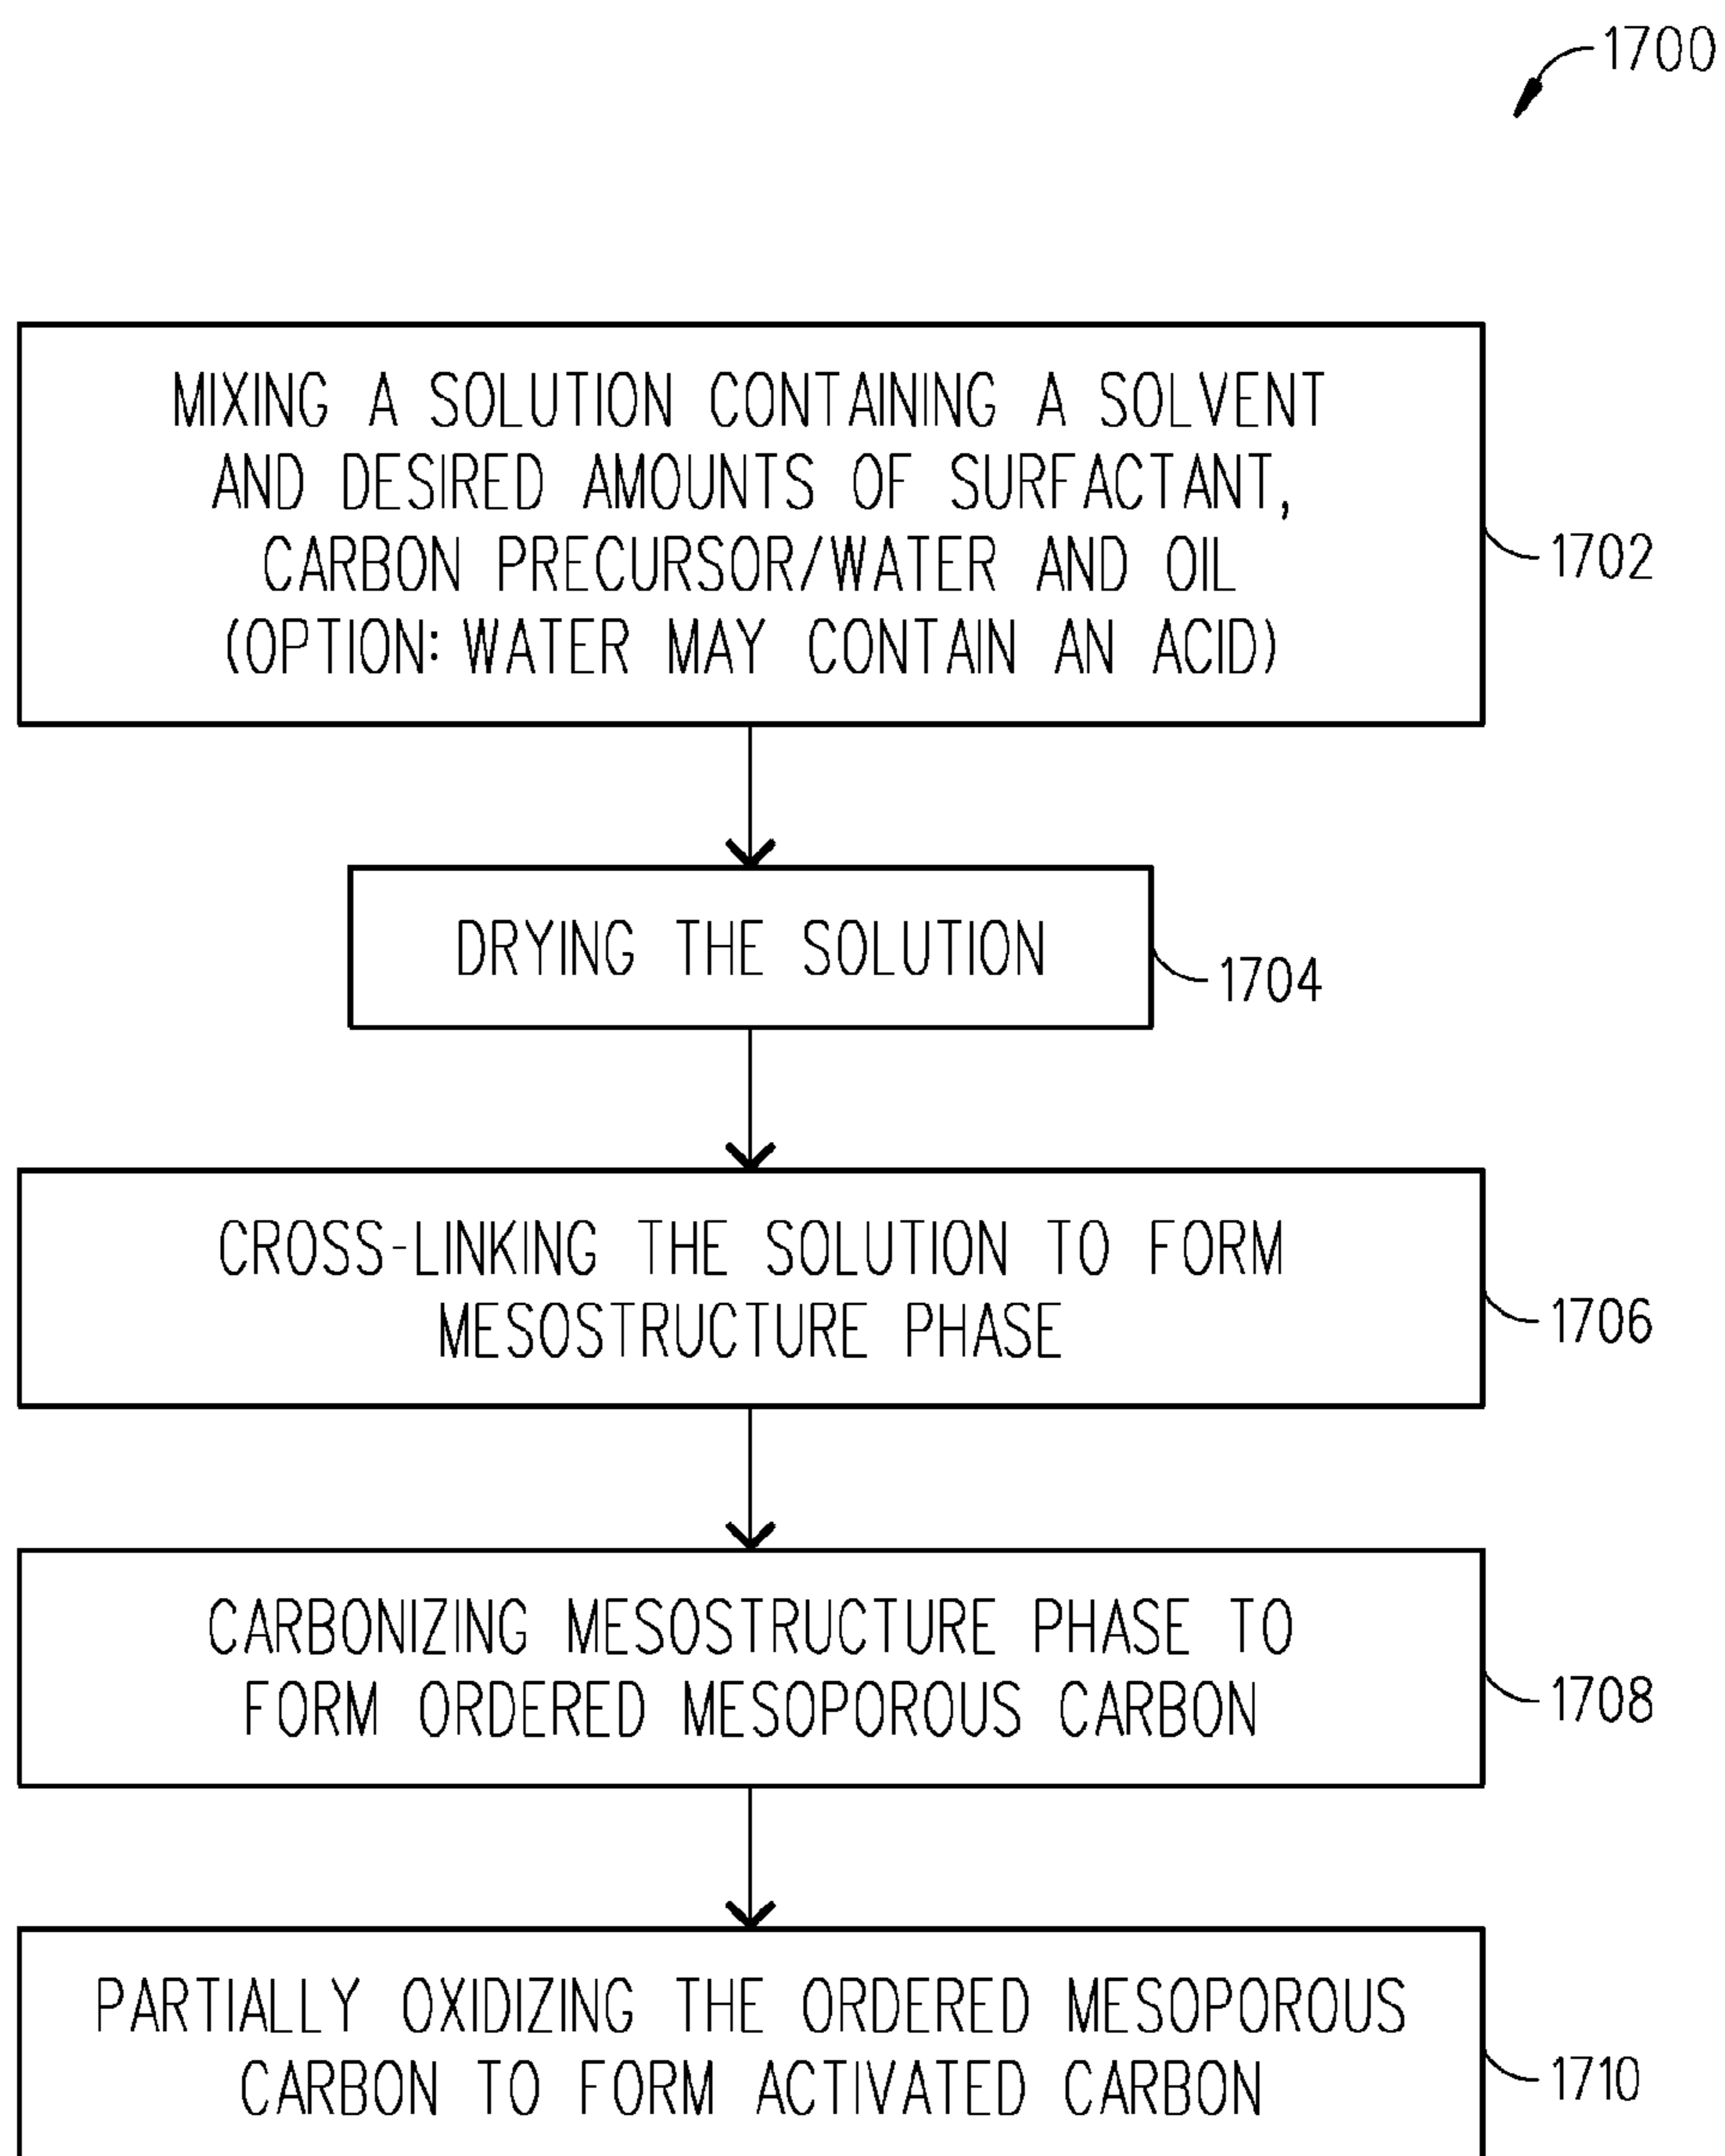 1700
MIXING A SOLUTION CONTAINING A SOLVENT
AND DESIRED AMOUNTS OF SURFACTANT,
CARBON PRECURSOR/WATER AND OIL
(OPTION: WATER MAY CONTAIN AN ACID)
1702
DRYING THE SOLUTION
1704
CROSS-LINKING THE SOLUTION TO FORM
MESOSTRUCTURE PHASE
1706
CARBONIZING MESOSTRUCTURE PHASE TO
FORM ORDERED MESOPOROUS CARBON
1708
PARTIALLY OXIDIZING THE ORDERED MESOPOROUS
CARBON TO FORM ACTIVATED CARBON
1710